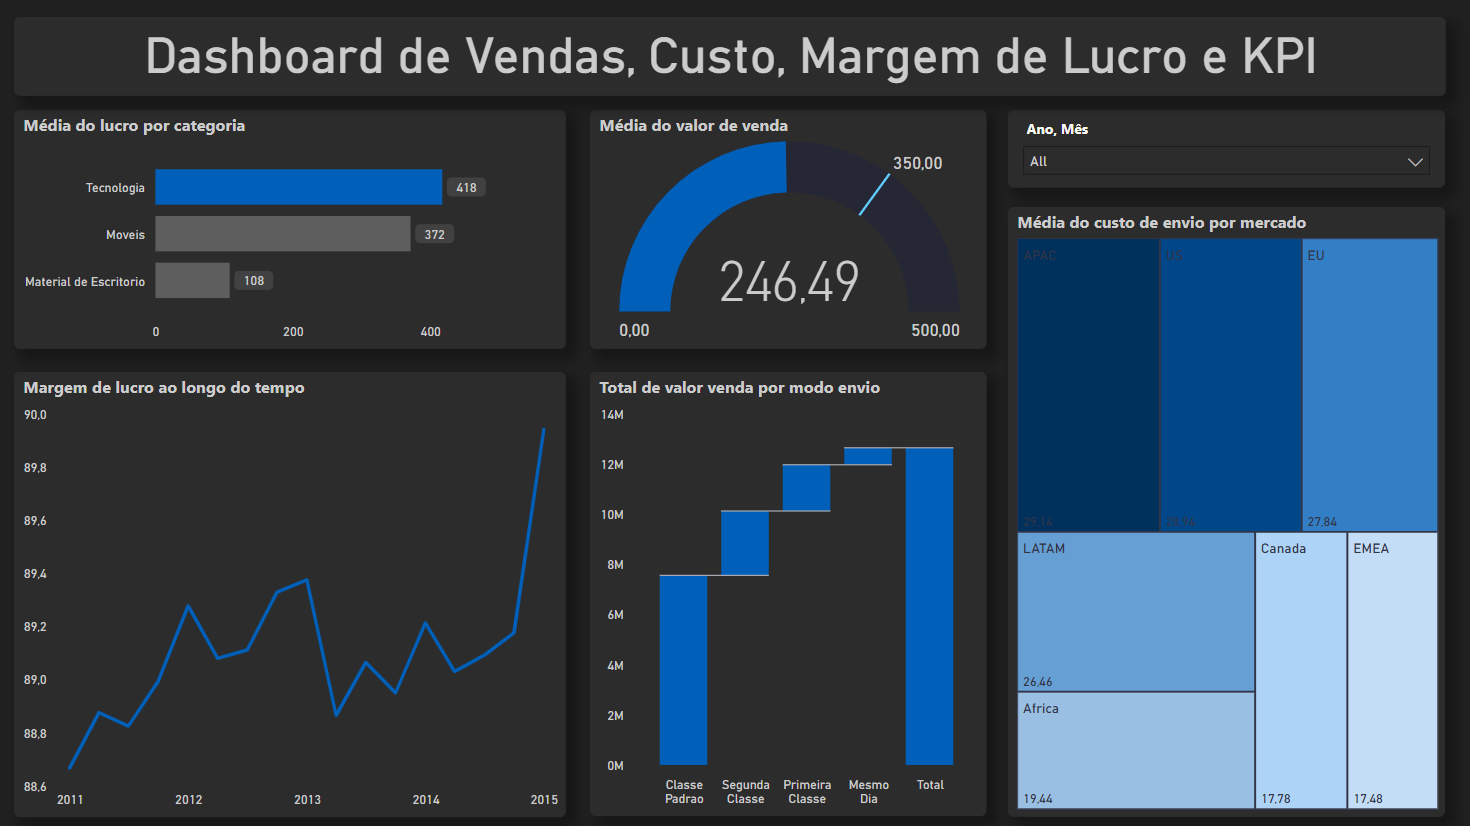 Dashboard de Vendas, Custo, Margem de Lucro e KPI
Média do lucro por categoria
Tecnologia
418
Moveis
372
Material de Escritorio
108
0
200
400
Média do valor de venda
350,00
246,49
0,00
500,00
Ano, Mês
All
Média do custo de envio por mercado
APAC
29,14
US
EU
27,84
LATAM
26,46
Africa
19,44
Canada
17,78
EMEA
17,48
Margem de lucro ao longo do tempo
90,0
89,8
89,6
89,4
89,2
89,0
88,8
88,6
2011
2012
2013
2014
2015
Total de valor venda por modo envio
14M
12M
10M
8M
6M
4M
2M
0M
Classe
Padrao
Segunda
Classe
Primeira
Classe
Mesmo
Dia
Total